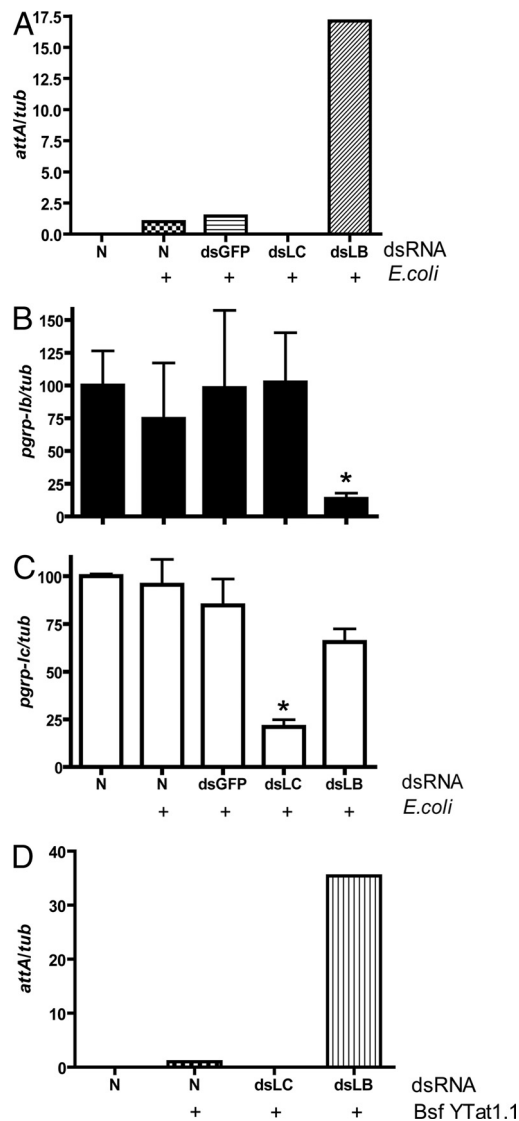 A
17.5
15.0
12.5
10.0
7.5
5.0
2.5
0.0
attA/tub
N N dsGFP dsLC dsLB dsRNA
+ + + + E.coli
B
150
125
100
75
50
25
0
pgrp-lb/tub
*
C
100
75
50
25
0
pgrp-lc/tub
*
N N dsGFP dsLC dsLB dsRNA
+ + + + E.coli
D
40
30
20
10
0
attA/tub
N N dsLC dsLB dsRNA
+ + + Bsf YTat1.1